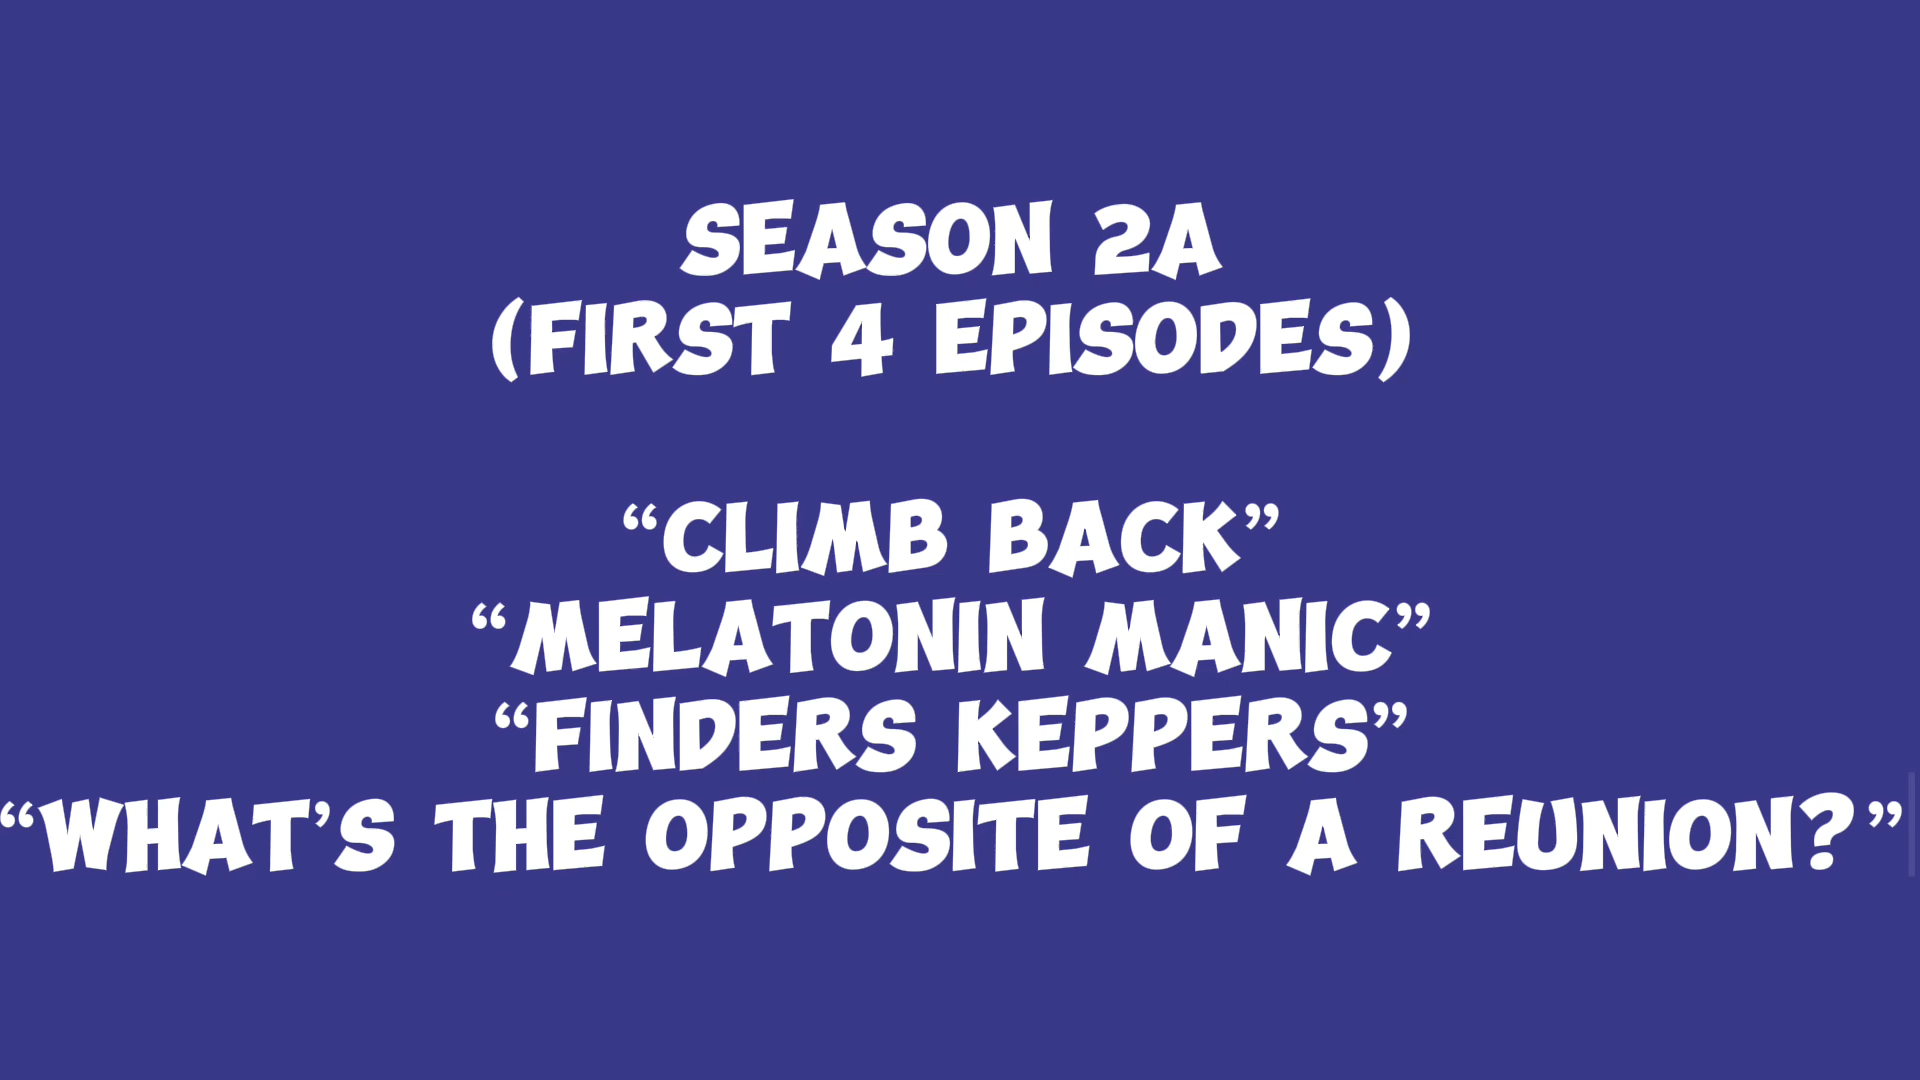 SEASON 2A
(FIRST 4 EPISODES)
“CLIMB BACK”
“MELATONIN MANIC”
“FINDERS KEPPERS”
“WHAT’S THE OPPOSITE OF A REUNION?”